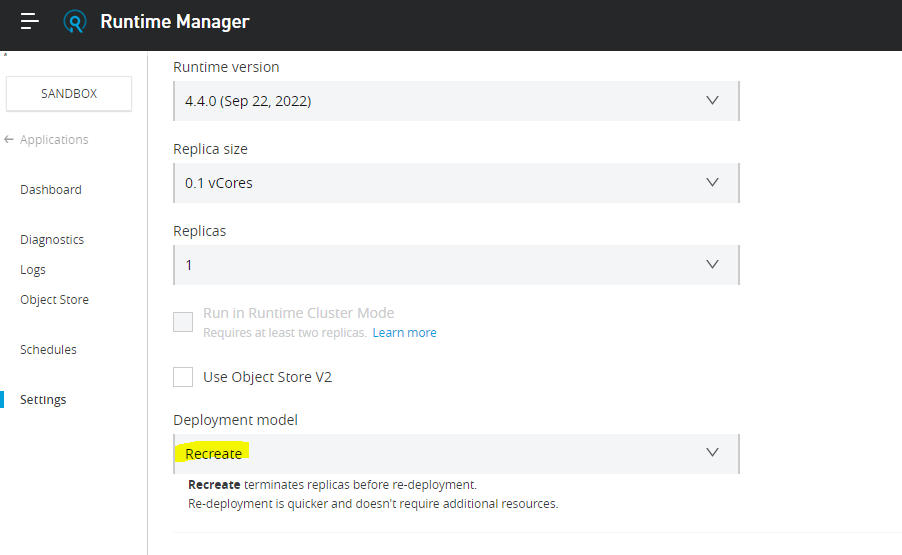 Runtime Manager
SANDBOX
Applications
Dashboard
Diagnostics
Logs
Object Store
Schedules
Settings
Runtime version
4.4.0 (Sep 22, 2022)
Replica size
0.1 vCores
Replicas
1
Run in Runtime Cluster Mode
Requires at least two replicas. Learn more
Use Object Store V2
Deployment model
Recreate
Recreate terminates replicas before re-deployment.
Re-deployment is quicker and doesn't require additional resources.